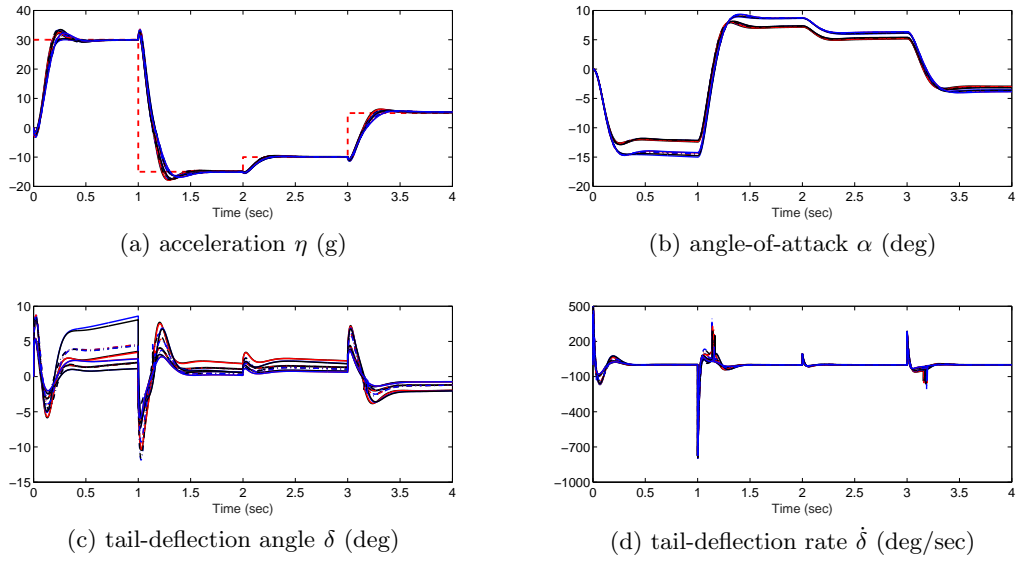 40
30
20
10
0
−10
−20
0 0.5 1 1.5 2 2.5 3 3.5 4
Time (sec)
(a) acceleration η (g)
10
5
0
−5
−10
−15
−20
0 0.5 1 1.5 2 2.5 3 3.5 4
Time (sec)
(b) angle-of-attack α (deg)
10
5
0
−5
−10
−15
0 0.5 1 1.5 2 2.5 3 3.5 4
Time (sec)
(c) tail-deflection angle δ (deg)
500
200
−100
−400
−700
−1000
0 0.5 1 1.5 2 2.5 3 3.5 4
Time (sec)
(d) tail-deflection rate δ̇ (deg/sec)